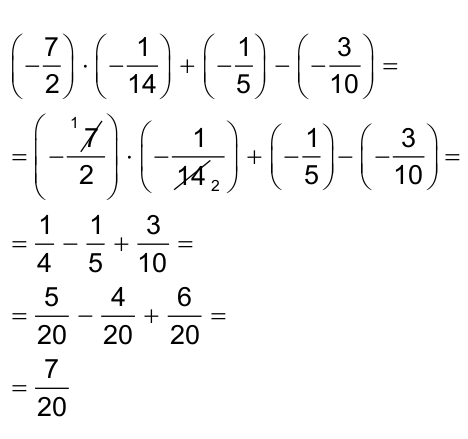 (−7/2) · (−1/14) + (−1/5) − (−3/10) =
= (−¹7̸/2) · (−1/1̸4̸ ₂) + (−1/5) − (−3/10) =
= 1/4 − 1/5 + 3/10 =
= 5/20 − 4/20 + 6/20 =
= 7/20